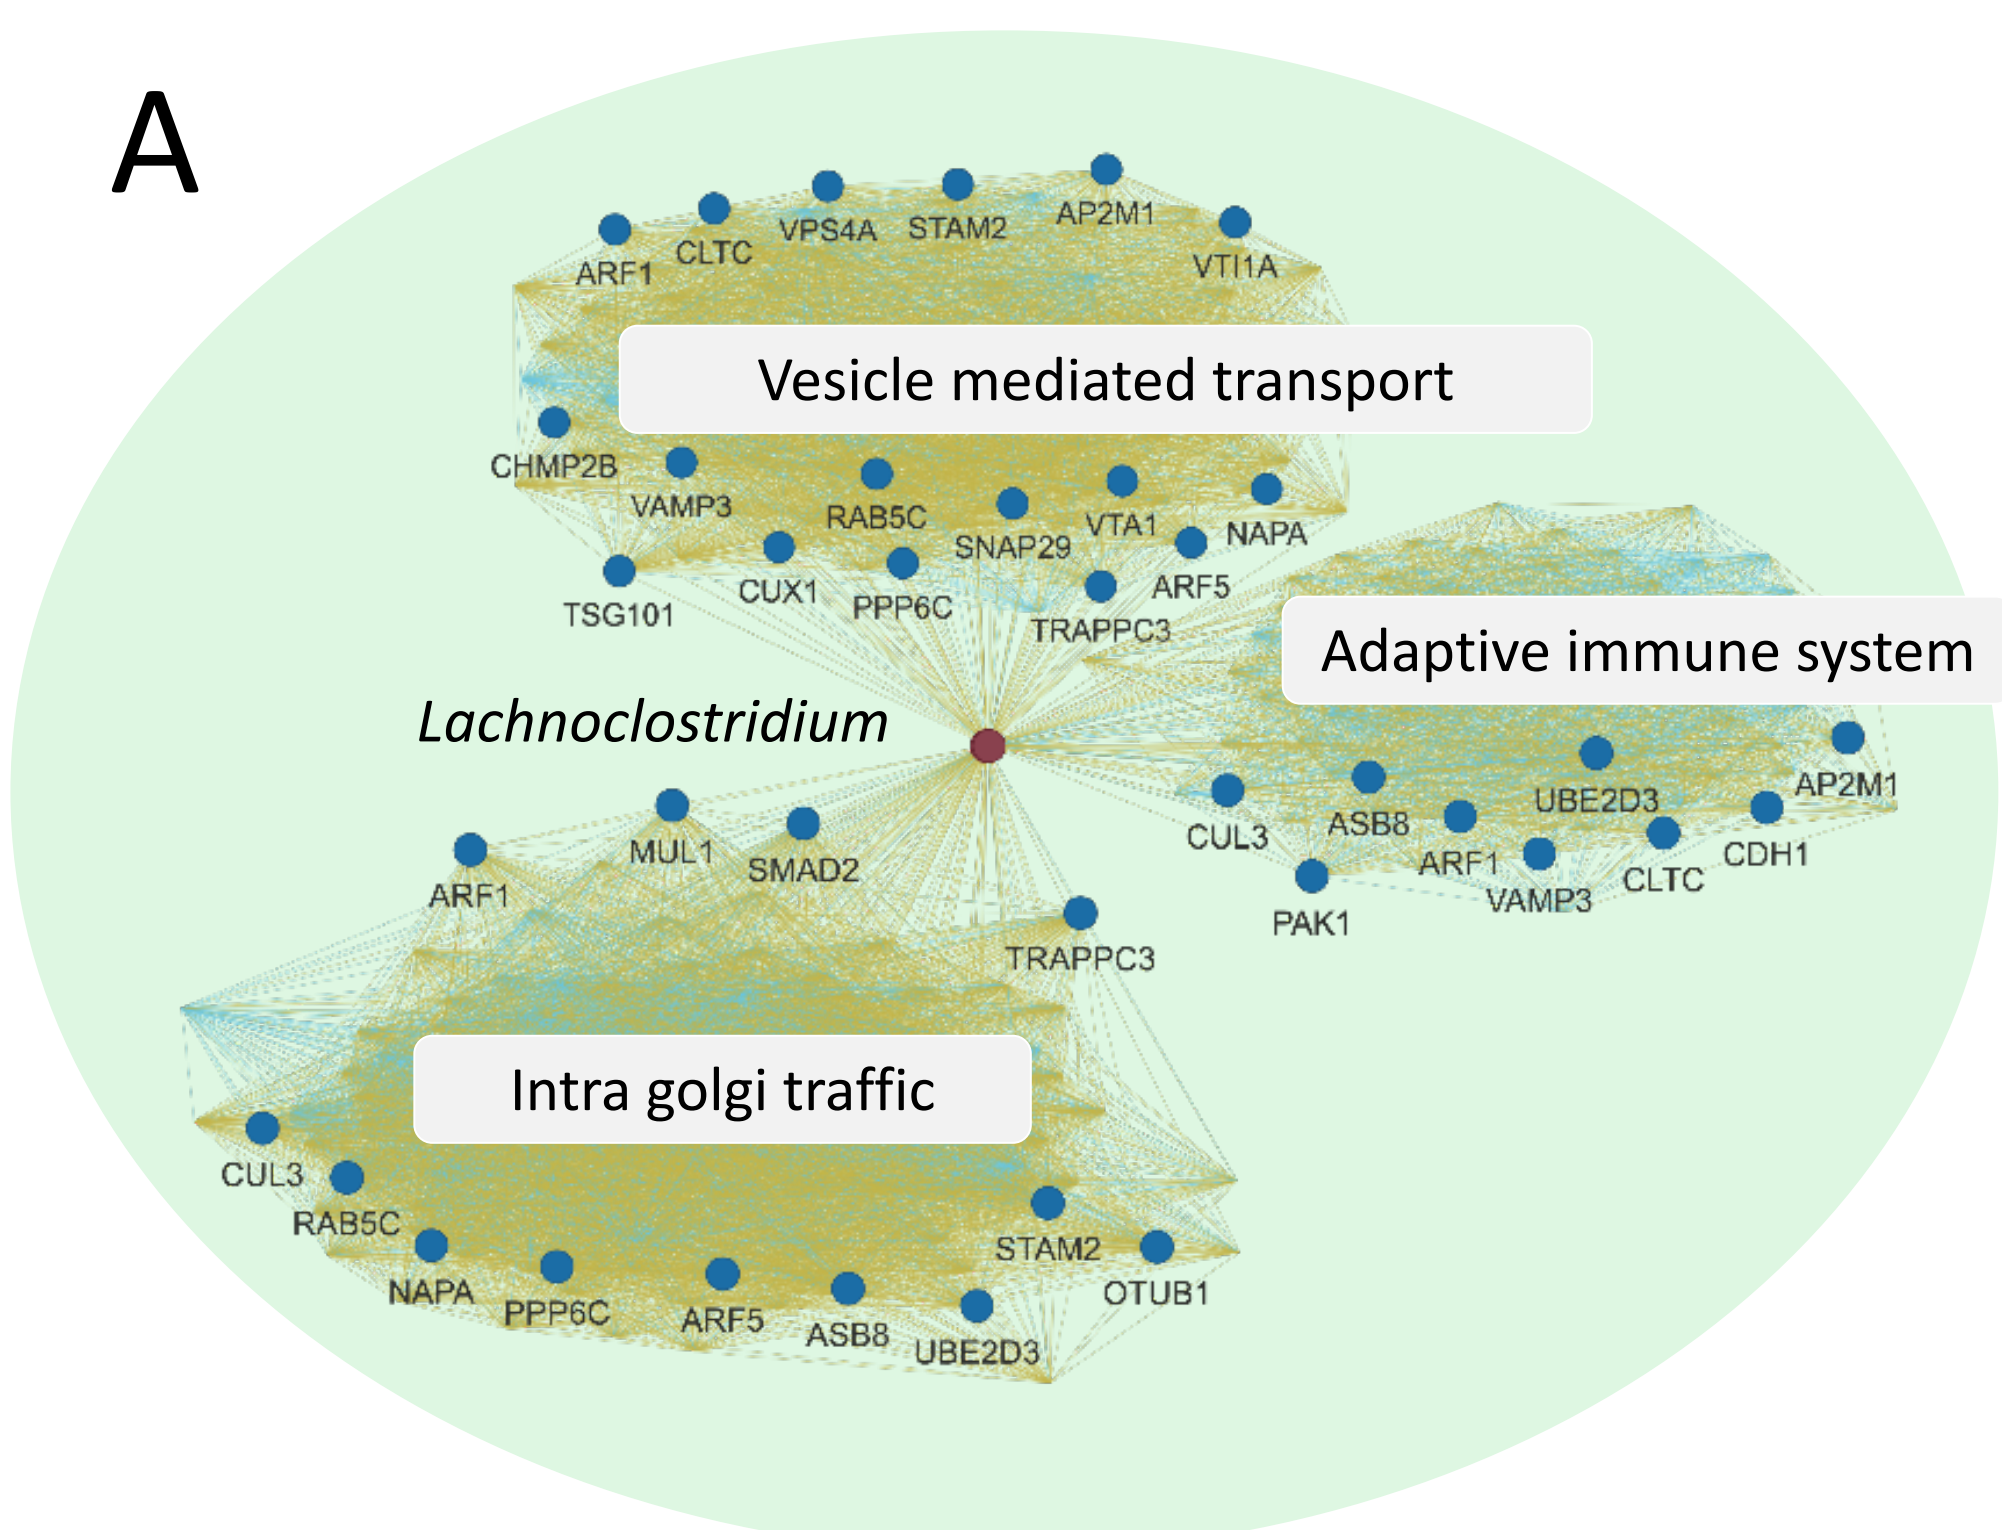 A
AP2M1
VPS4A
STAM2
CLTC
VTI1A
ARF1
Vesicle mediated transport
CHMP2B
VAMP3
RAB5C
VTA1
NAPA
SNAP29
CUX1
ARF5
PPP6C
TSG101
TRAPPC3
Adaptive immune system
Lachnoclostridium
AP2M1
UBE2D3
ASB8
CUL3
CDH1
ARF1
CLTC
VAMP3
PAK1
MUL1
SMAD2
ARF1
TRAPPC3
Intra golgi traffic
CUL3
RAB5C
STAM2
NAPA
OTUB1
PPP6C
ARF5
ASB8
UBE2D3